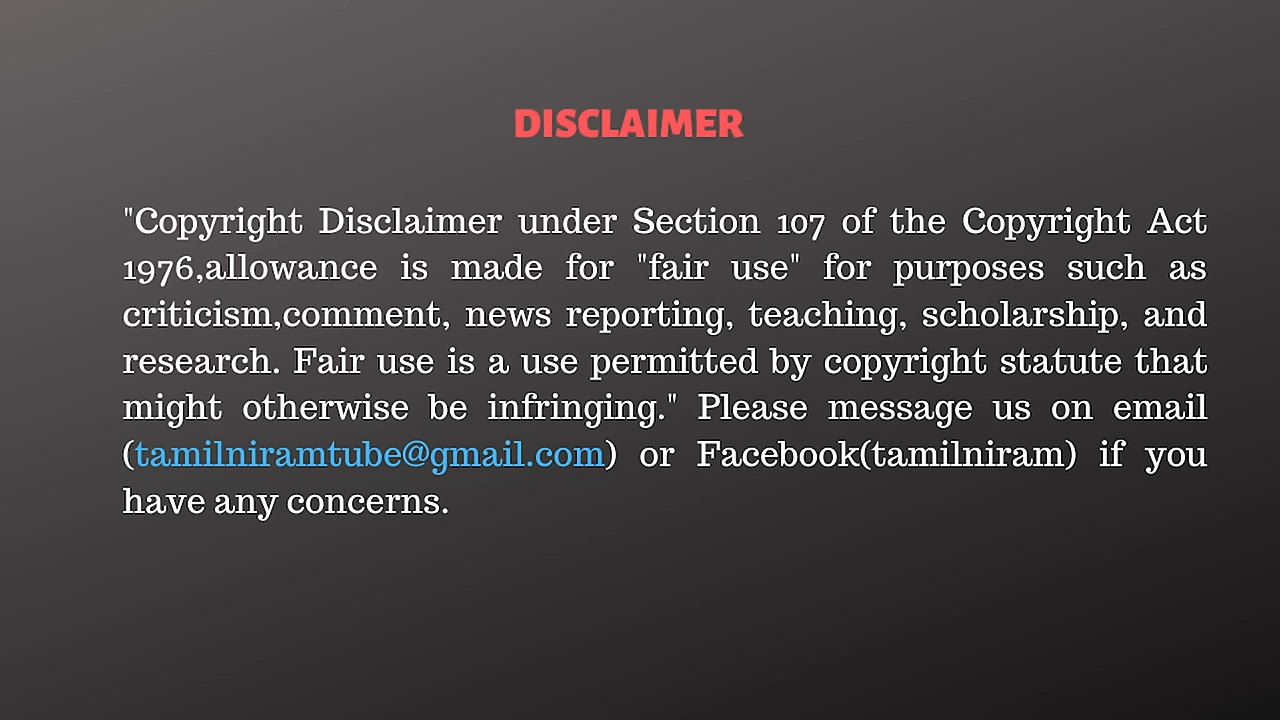 DISCLAIMER
"Copyright Disclaimer under Section 107 of the Copyright Act
1976,allowance is made for "fair use" for purposes such as
criticism,comment, news reporting, teaching, scholarship, and
research. Fair use is a use permitted by copyright statute that
might otherwise be infringing." Please message us on email
(tamilniramtube@gmail.com) or Facebook(tamilniram) if you
have any concerns.